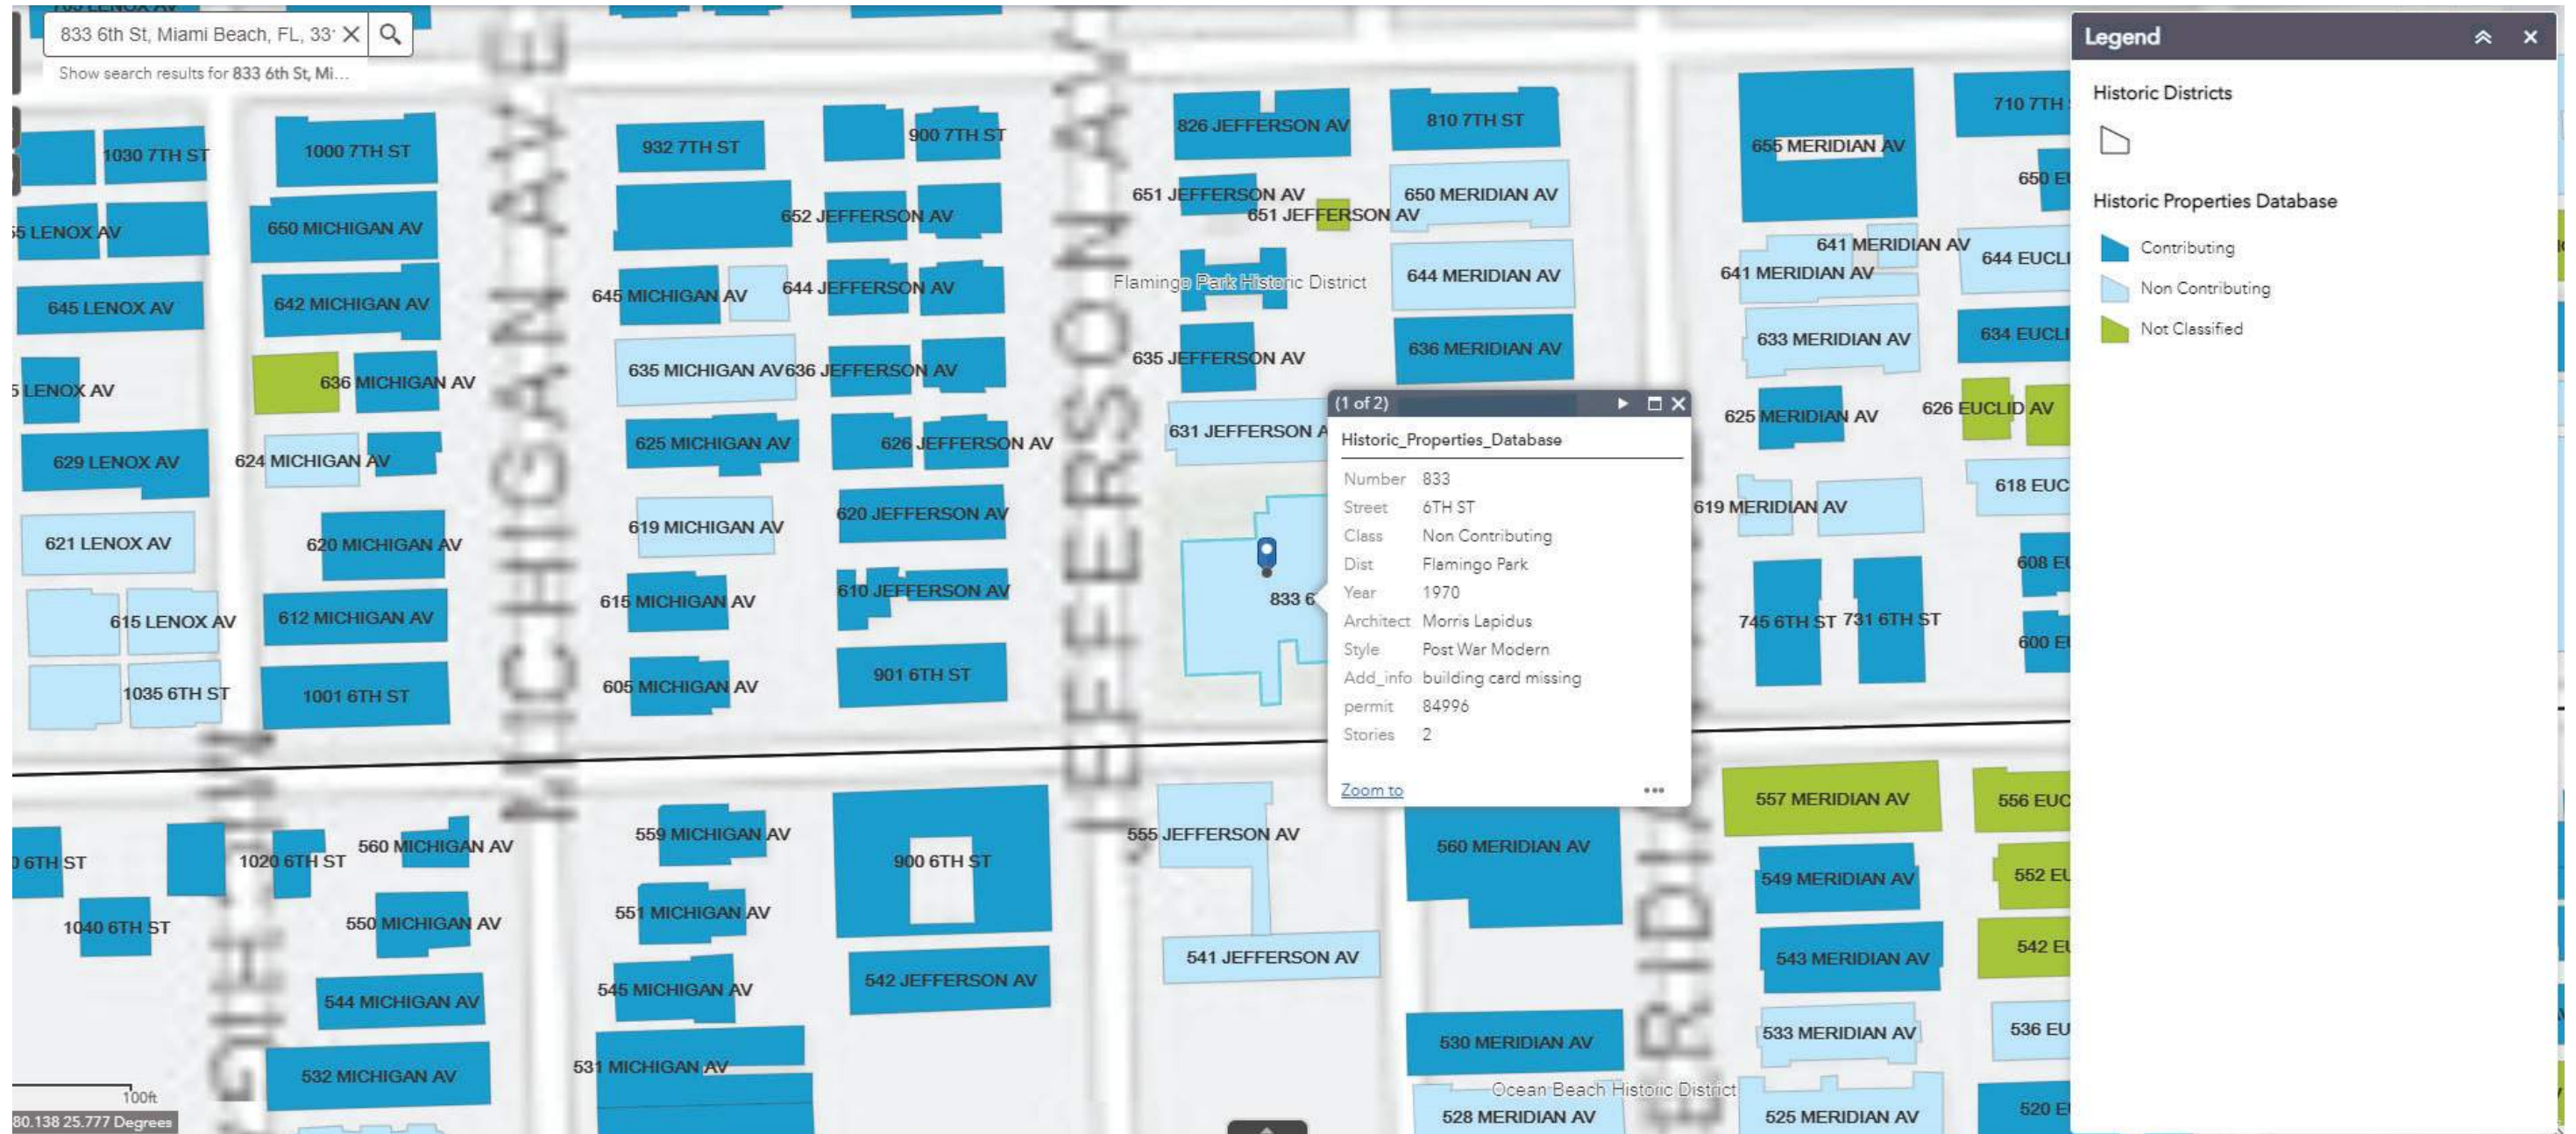 833 6th St, Miami Beach, FL, 331
Show search results for 833 6th St, Mi...
MICHIGAN AVE
JEFFERSON AV
1030 7TH ST
1000 7TH ST
932 7TH ST
900 7TH ST
826 JEFFERSON AV
810 7TH ST
655 MERIDIAN AV
710 7TH
5 LENOX AV
650 MICHIGAN AV
652 JEFFERSON AV
651 JEFFERSON AV
651 JEFFERSON AV
650 MERIDIAN AV
650 EU
641 MERIDIAN AV
641 MERIDIAN AV
644 EUCLI
645 LENOX AV
642 MICHIGAN AV
645 MICHIGAN AV
644 JEFFERSON AV
Flamingo Park Historic District
644 MERIDIAN AV
633 MERIDIAN AV
634 EUCLI
5 LENOX AV
636 MICHIGAN AV
635 MICHIGAN AV
636 JEFFERSON AV
635 JEFFERSON AV
636 MERIDIAN AV
625 MERIDIAN AV
626 EUCLID AV
629 LENOX AV
624 MICHIGAN AV
625 MICHIGAN AV
626 JEFFERSON AV
631 JEFFERSON A
618 EUC
621 LENOX AV
620 MICHIGAN AV
619 MICHIGAN AV
620 JEFFERSON AV
619 MERIDIAN AV
608 EU
615 LENOX AV
612 MICHIGAN AV
615 MICHIGAN AV
610 JEFFERSON AV
833 6
745 6TH ST
731 6TH ST
600 EU
1035 6TH ST
1001 6TH ST
605 MICHIGAN AV
901 6TH ST
(1 of 2)
Historic_Properties_Database
Number 833
Street 6TH ST
Class Non Contributing
Dist Flamingo Park
Year 1970
Architect Morris Lapidus
Style Post War Modern
Add_info building card missing
permit 84996
Stories 2
Zoom to
0 6TH ST
1020 6TH ST
560 MICHIGAN AV
559 MICHIGAN AV
900 6TH ST
555 JEFFERSON AV
560 MERIDIAN AV
557 MERIDIAN AV
556 EUC
1040 6TH ST
550 MICHIGAN AV
551 MICHIGAN AV
549 MERIDIAN AV
552 EU
544 MICHIGAN AV
545 MICHIGAN AV
542 JEFFERSON AV
541 JEFFERSON AV
543 MERIDIAN AV
542 EU
532 MICHIGAN AV
531 MICHIGAN AV
530 MERIDIAN AV
533 MERIDIAN AV
536 EU
Ocean Beach Historic District
528 MERIDIAN AV
525 MERIDIAN AV
520 E
100ft
80.138 25.777 Degrees
Legend
Historic Districts
Historic Properties Database
Contributing
Non Contributing
Not Classified